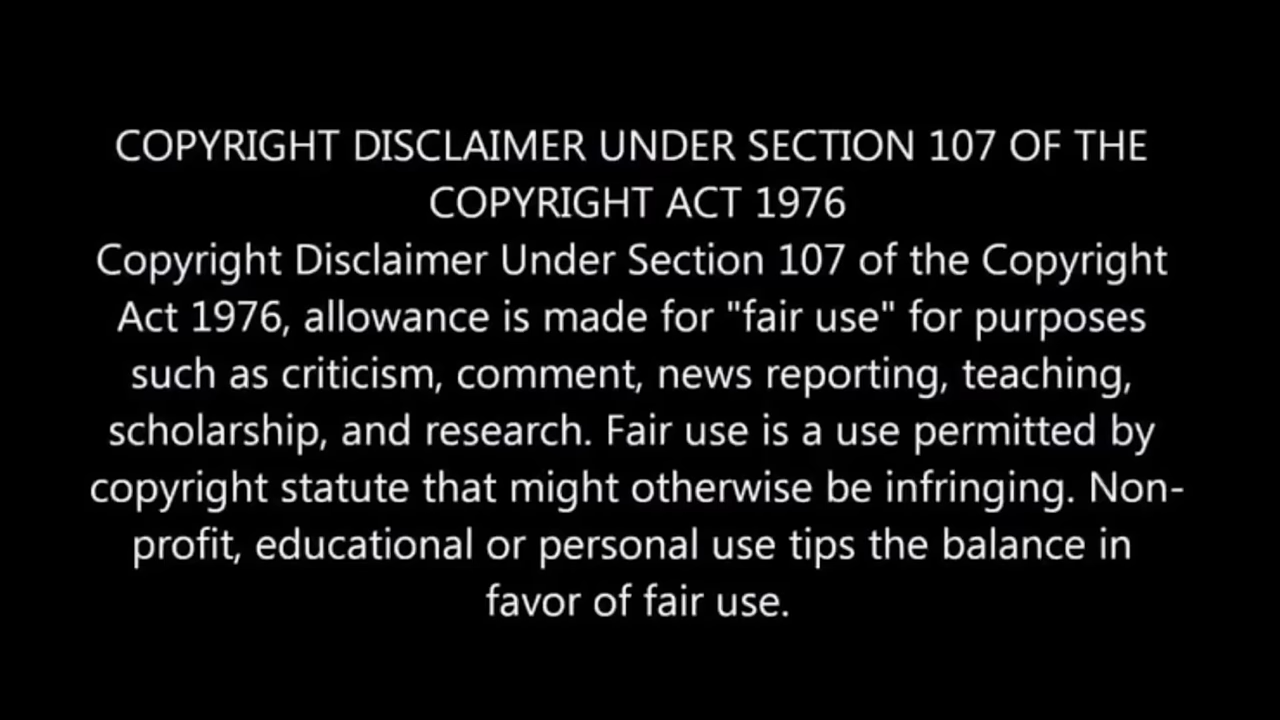 COPYRIGHT DISCLAIMER UNDER SECTION 107 OF THE
COPYRIGHT ACT 1976
Copyright Disclaimer Under Section 107 of the Copyright
Act 1976, allowance is made for "fair use" for purposes
such as criticism, comment, news reporting, teaching,
scholarship, and research. Fair use is a use permitted by
copyright statute that might otherwise be infringing. Non-
profit, educational or personal use tips the balance in
favor of fair use.